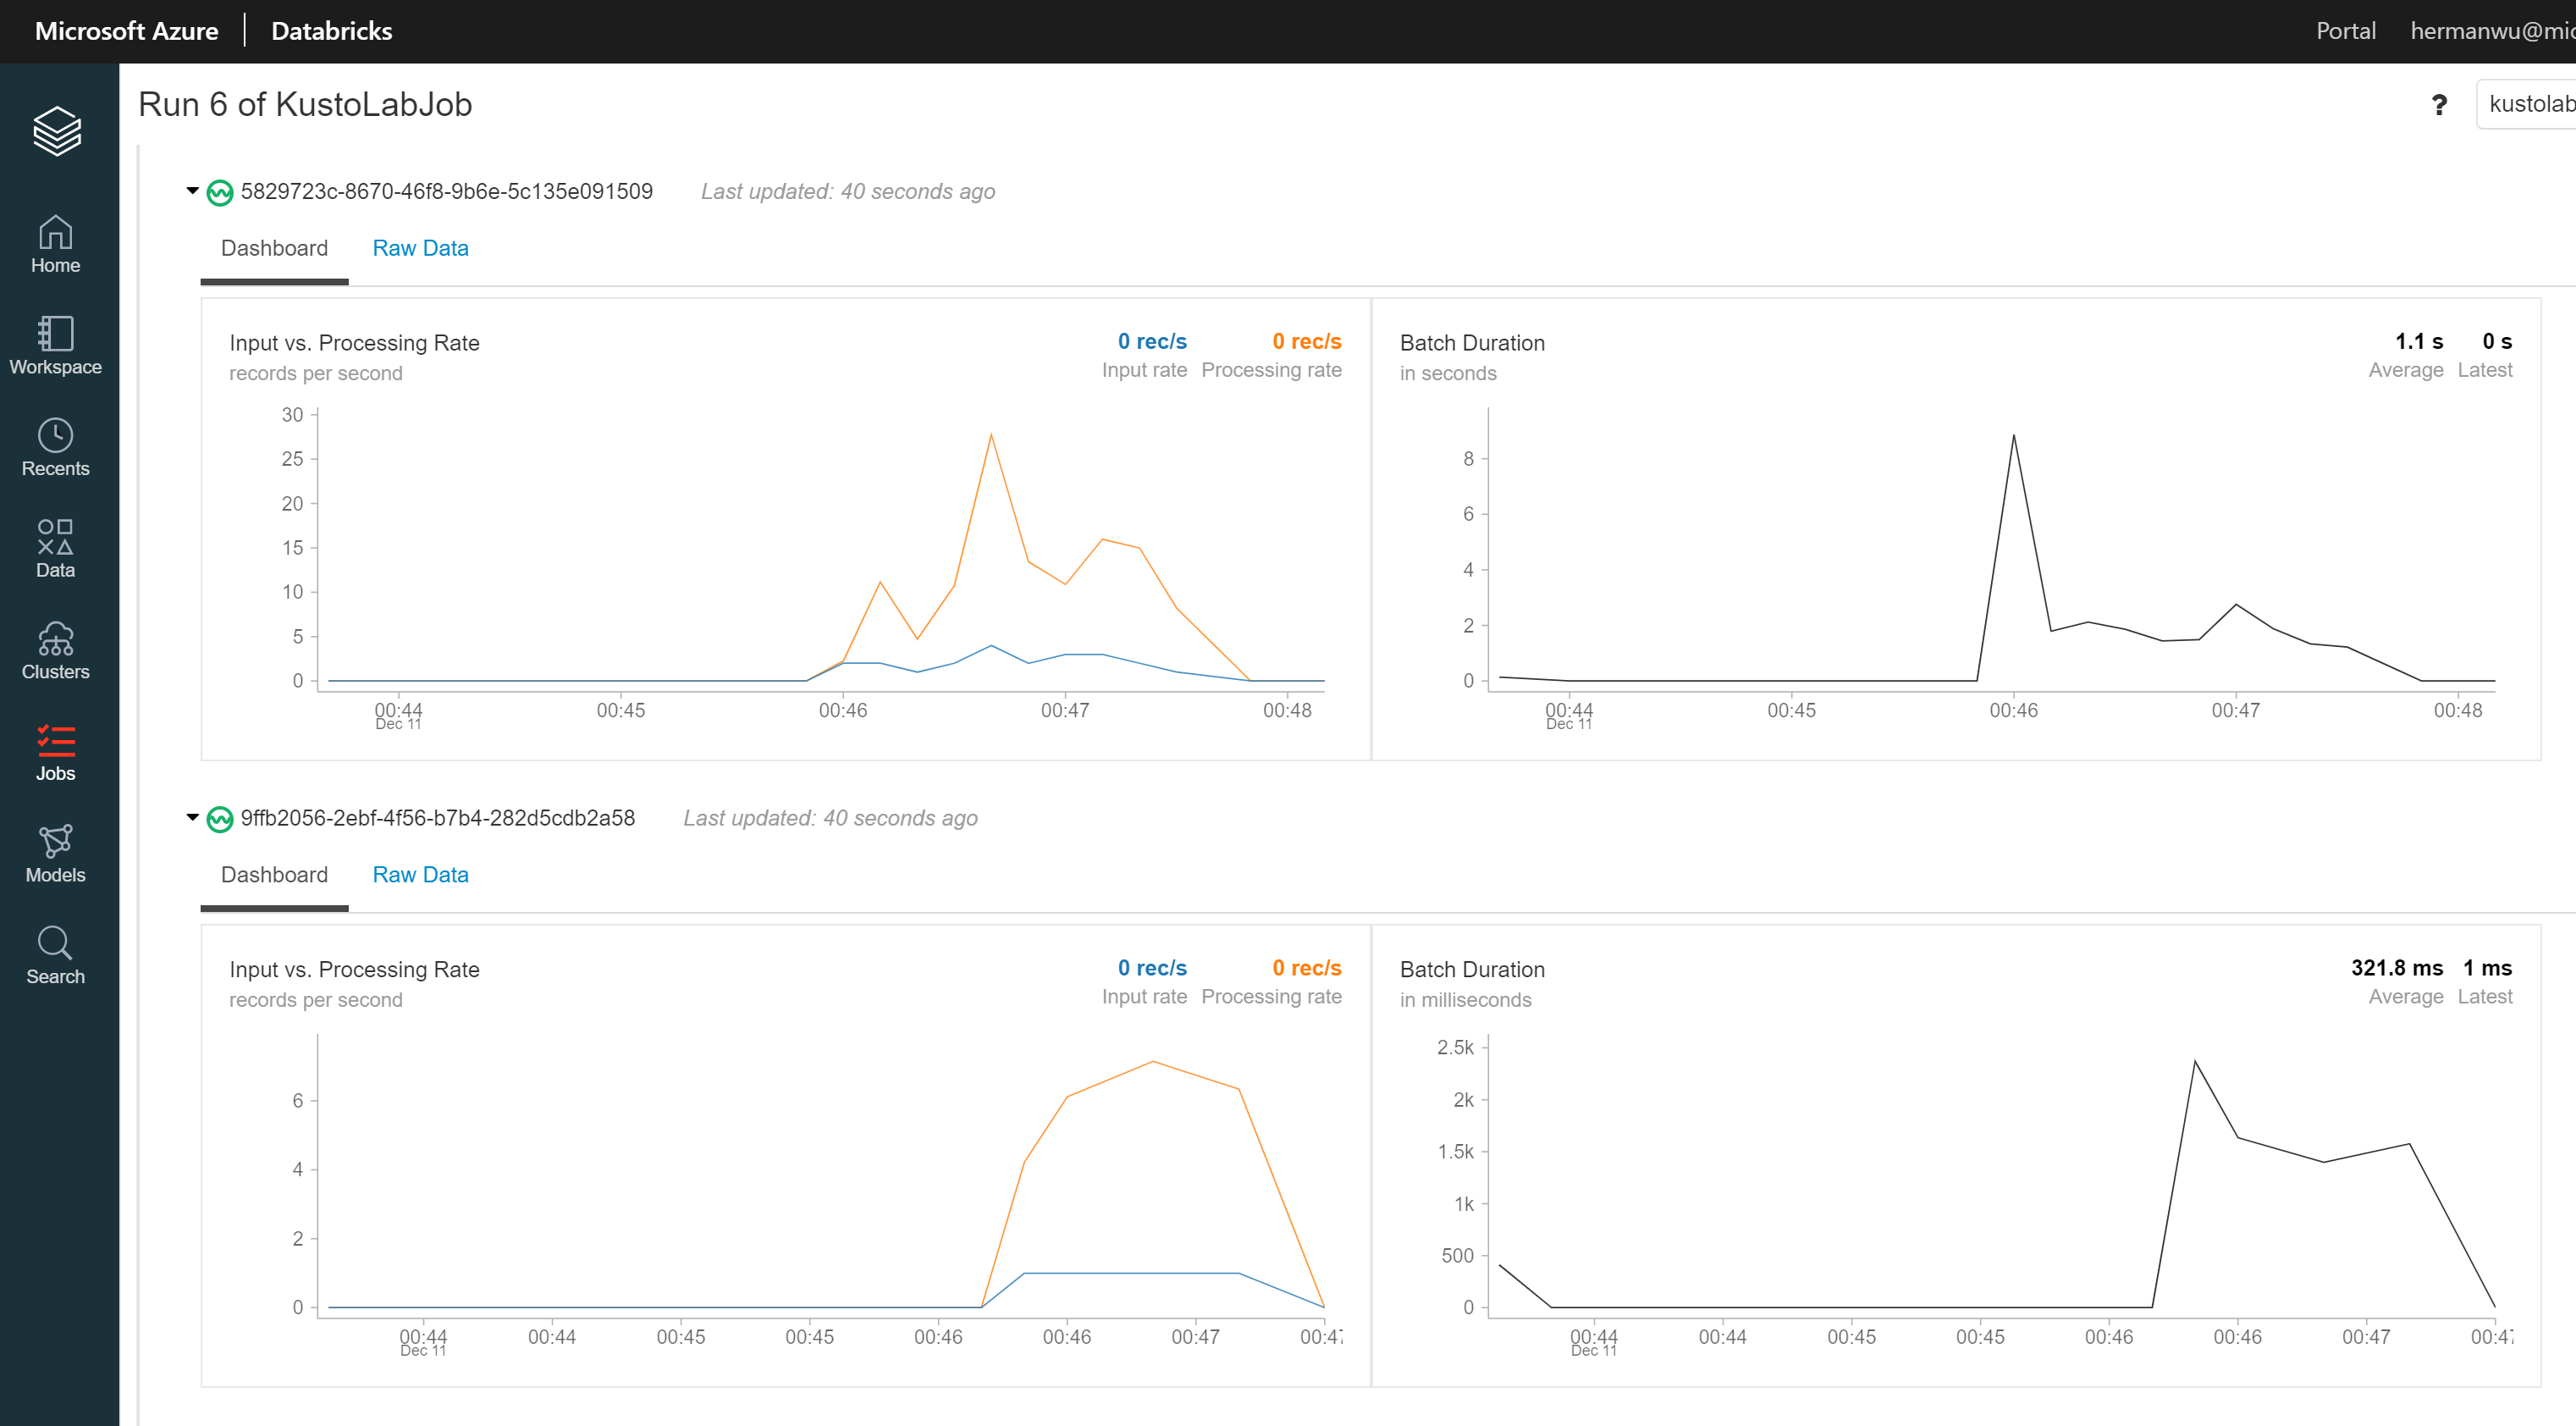 Microsoft Azure Databricks Portal hermanwu@mic
Run 6 of KustoLabJob ? kustolab
5829723c-8670-46f8-9b6e-5c135e091509 Last updated: 40 seconds ago
Home
Workspace
Recents
Data
Clusters
Jobs
Models
Search
Dashboard Raw Data
Input vs. Processing Rate
records per second
0 rec/s 0 rec/s
Input rate Processing rate
30
25
20
15
10
5
0
00:44 00:45 00:46 00:47 00:48
Dec 11
Batch Duration
in seconds
1.1 s 0 s
Average Latest
8
6
4
2
0
00:44 00:45 00:46 00:47 00:48
Dec 11
9ffb2056-2ebf-4f56-b7b4-282d5cdb2a58 Last updated: 40 seconds ago
Dashboard Raw Data
Input vs. Processing Rate
records per second
0 rec/s 0 rec/s
Input rate Processing rate
6
4
2
0
00:44 00:44 00:45 00:45 00:46 00:46 00:47 00:47
Dec 11
Batch Duration
in milliseconds
321.8 ms 1 ms
Average Latest
2.5k
2k
1.5k
1k
500
0
00:44 00:44 00:45 00:45 00:46 00:46 00:47 00:47
Dec 11